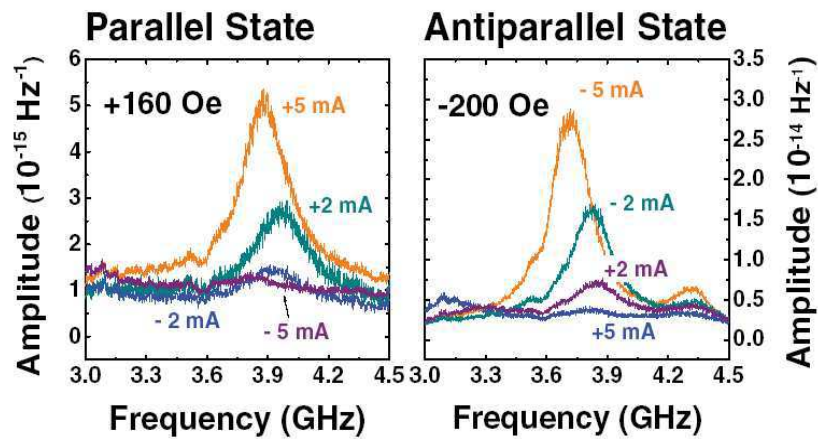 Parallel State
Antiparallel State
Amplitude (10⁻¹⁵ Hz⁻¹)
6
5
4
3
2
1
0
+160 Oe
+5 mA
+2 mA
- 2 mA
- 5 mA
-200 Oe
- 5 mA
- 2 mA
+2 mA
+5 mA
3.5
3.0
2.5
2.0
1.5
1.0
0.5
0.0
Amplitude (10⁻¹⁴ Hz⁻¹)
3.0 3.3 3.6 3.9 4.2 4.5
3.3 3.6 3.9 4.2 4.5
Frequency (GHz)
Frequency (GHz)